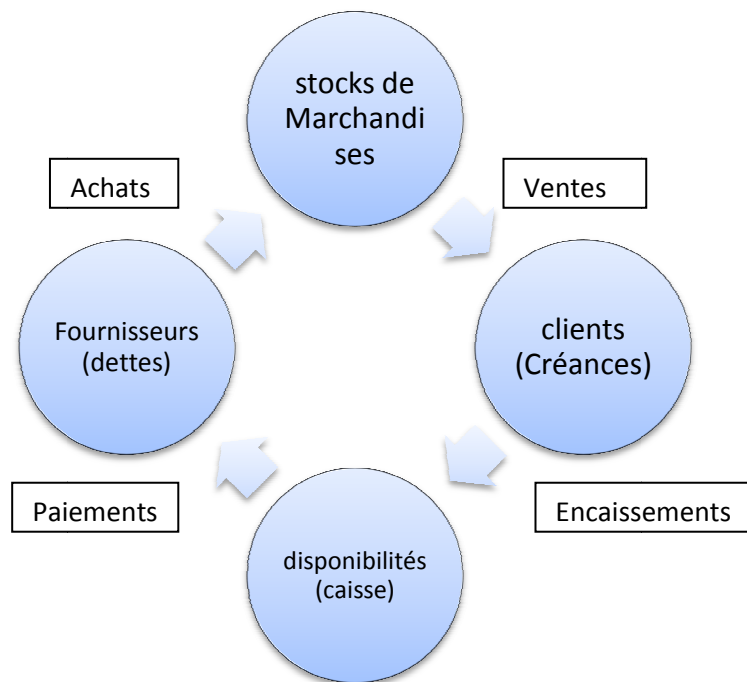 stocks de
Marchandi
ses
Achats
Ventes
Fournisseurs
(dettes)
clients
(Créances)
Paiements
Encaissements
disponibilités
(caisse)